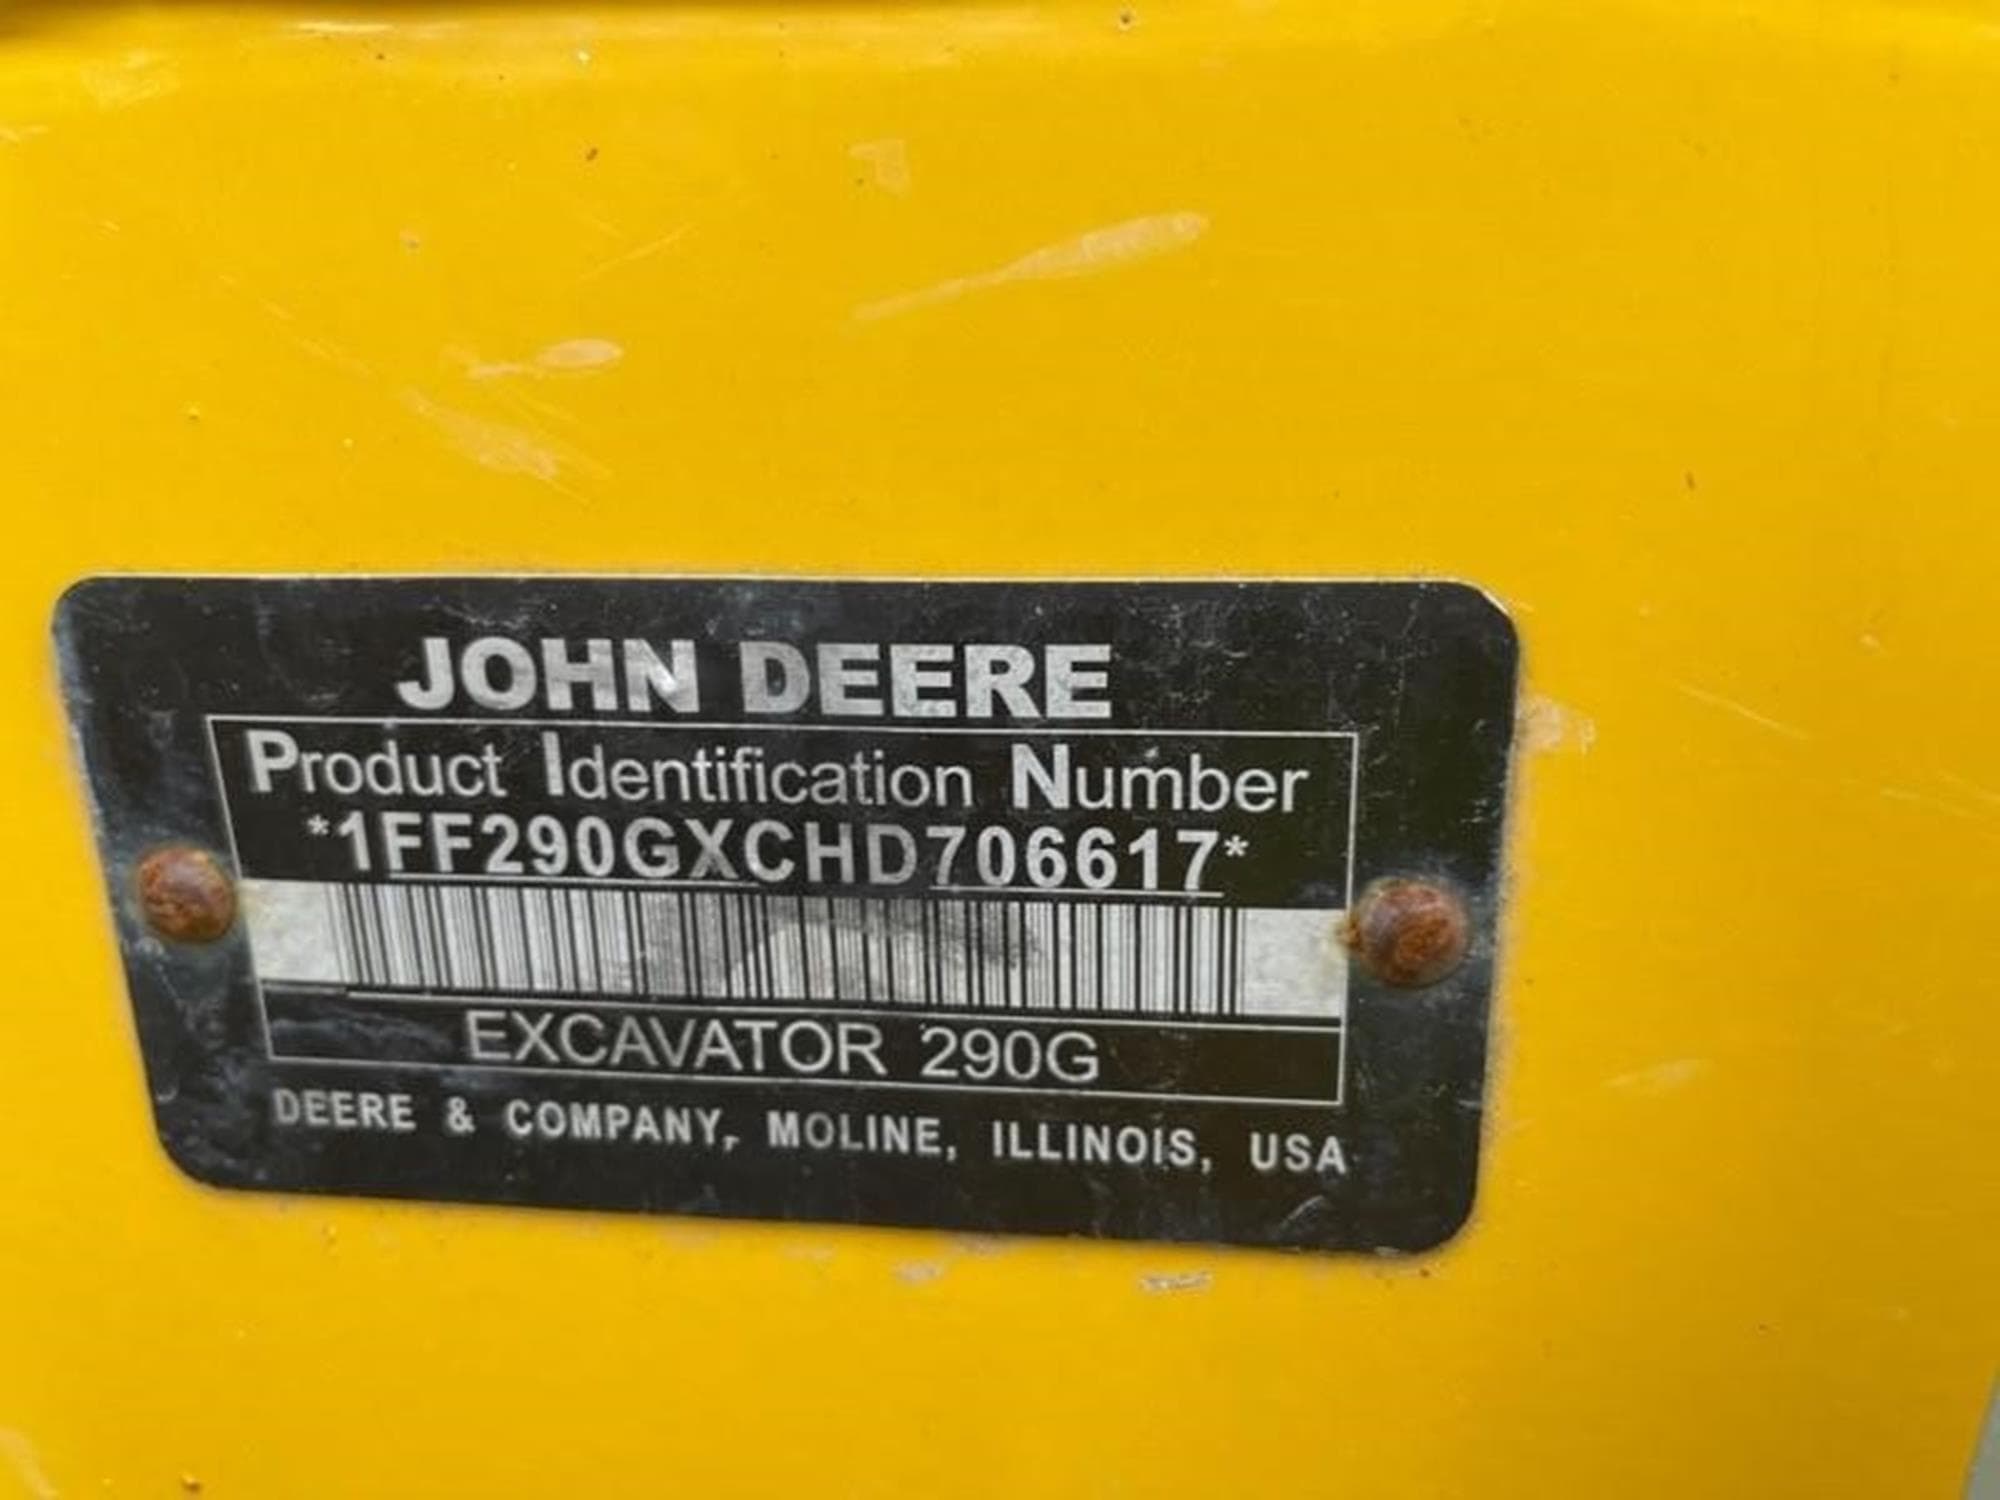 JOHN DEERE
Product Identification Number
*1FF290GXCHD706617*
EXCAVATOR 290G
DEERE & COMPANY, MOLINE, ILLINOIS, USA